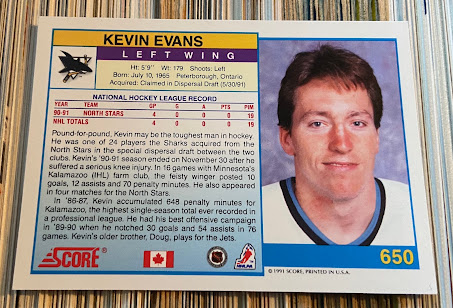 KEVIN EVANS
LEFT WING
Ht: 5'9" Wt: 179 Shoots: Left
Born: July 10, 1965 Peterborough, Ontario
Acquired: Claimed in Dispersal Draft (5/30/91)
NATIONAL HOCKEY LEAGUE RECORD
YEAR TEAM GP G A PTS PIM
90-91 NORTH STARS 4 0 0 0 19
NHL TOTALS 4 0 0 0 19
Pound-for-pound, Kevin may be the toughest man in hockey.
He was one of 24 players the Sharks acquired from the
North Stars in the special dispersal draft between the two
clubs. Kevin's '90-91 season ended on November 30 after he
suffered a serious knee injury. In 16 games with Minnesota's
Kalamazoo (IHL) farm club, the feisty winger posted 10
goals, 12 assists and 70 penalty minutes. He also appeared
in four matches for the North Stars.
In '86-87, Kevin accumulated 648 penalty minutes for
Kalamazoo, the highest single-season total ever recorded in
a professional league. He had his best offensive campaign
in '89-90 when he notched 30 goals and 54 assists in 76
games. Kevin's older brother, Doug, plays for the Jets.
SCORE
650
© 1991 SCORE, PRINTED IN U.S.A.